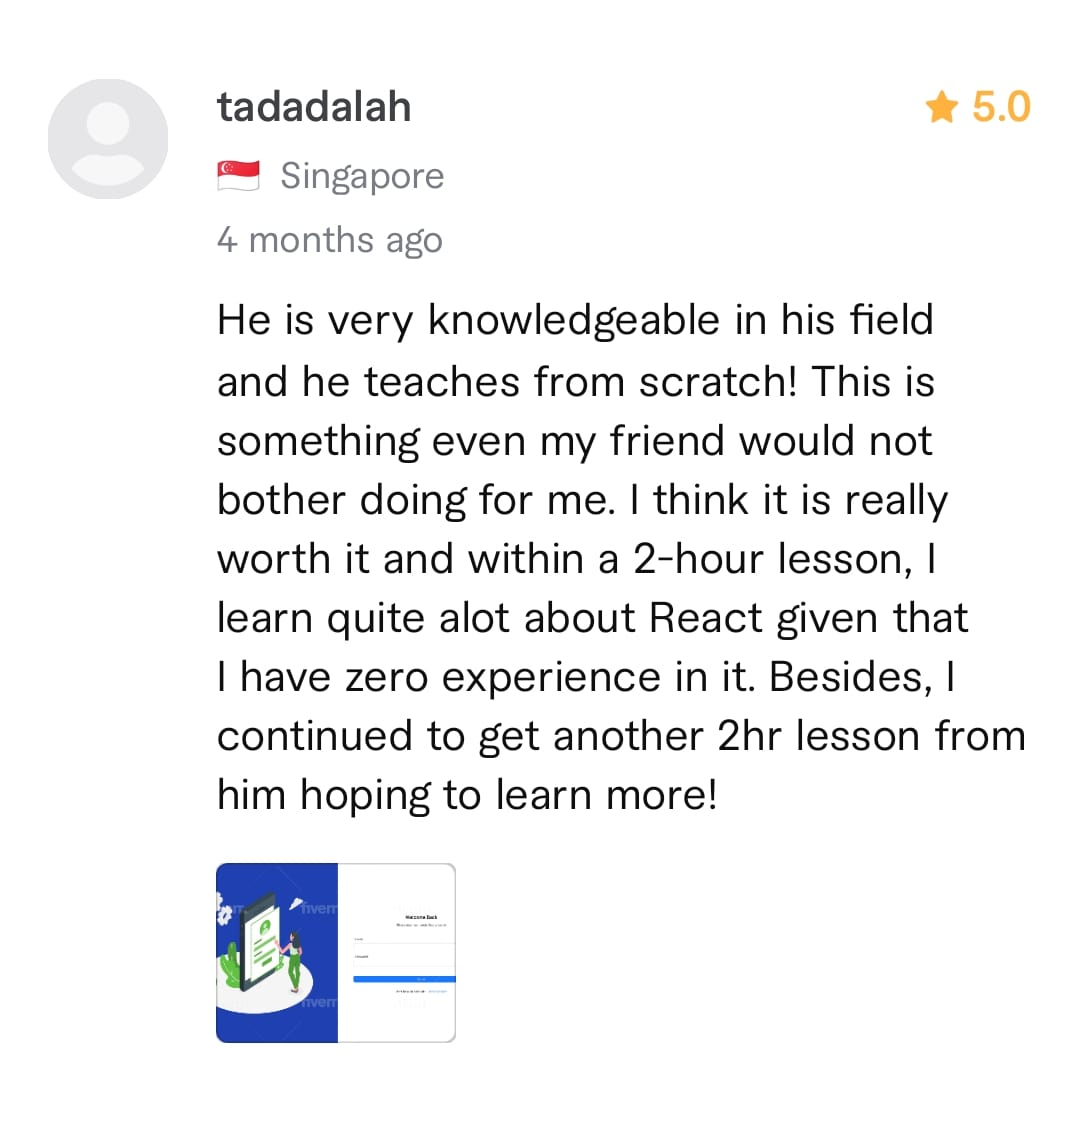 tadadalah
5.0
Singapore
4 months ago
He is very knowledgeable in his field
and he teaches from scratch! This is
something even my friend would not
bother doing for me. I think it is really
worth it and within a 2-hour lesson, I
learn quite alot about React given that
I have zero experience in it. Besides, I
continued to get another 2hr lesson from
him hoping to learn more!
Welcome Back